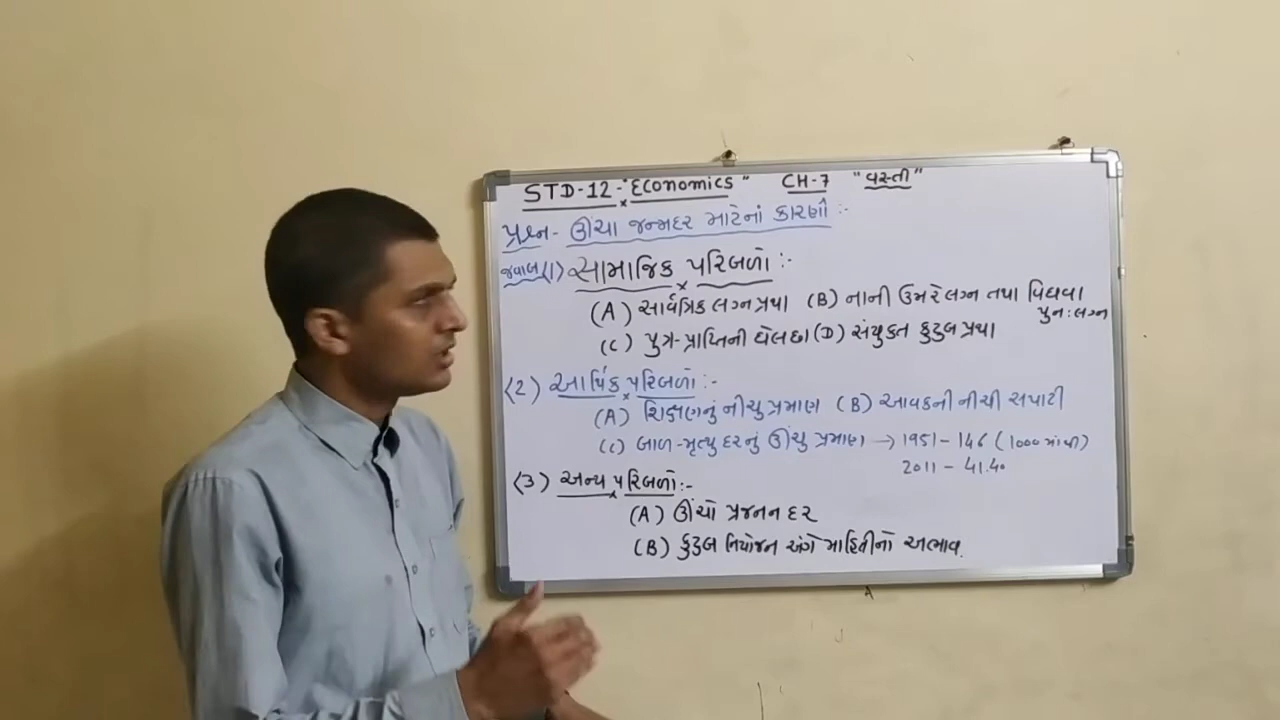 STD-12 - "Economics" CH-7 "વસ્તી"
પ્રશ્ન - ઊંચા જન્મદર માટેનાં કારણો :-
જવાબ (1) સામાજિક પરિબળો :-
(A) સાર્વત્રિક લગ્ન પ્રથા (B) નાની ઉંમરે લગ્ન તથા વિધવા
પુન: લગ્ન
(C) પુત્ર-પ્રાપ્તિની ઘેલછા (D) સંયુક્ત કુટુંબ પ્રથા
(2) આર્થિક પરિબળો :-
(A) શિક્ષણનું નીચુ પ્રમાણ (B) આવકની નીચી સપાટી
(C) બાળ-મૃત્યુ દરનું ઊંચુ પ્રમાણ → 1951 - 146 (1000 માંથી)
2011 - 41.40
(3) અન્ય પરિબળો :-
(A) ઊંચો પ્રજનન દર
(B) કુટુંબ નિયોજન અંગે માહિતીનો અભાવ.